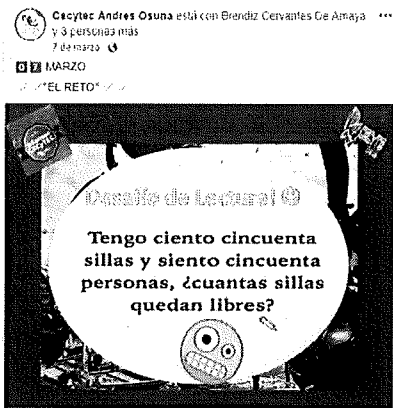 Cecytec Andres Osuna está con Brendiz Cervantes De Amaya
y 3 personas más
7 de marzo
07 MARZO
*EL RETO*
Desafío de Lectura!
Tengo ciento cincuenta
sillas y siento cincuenta
personas, ¿cuantas sillas
quedan libres?